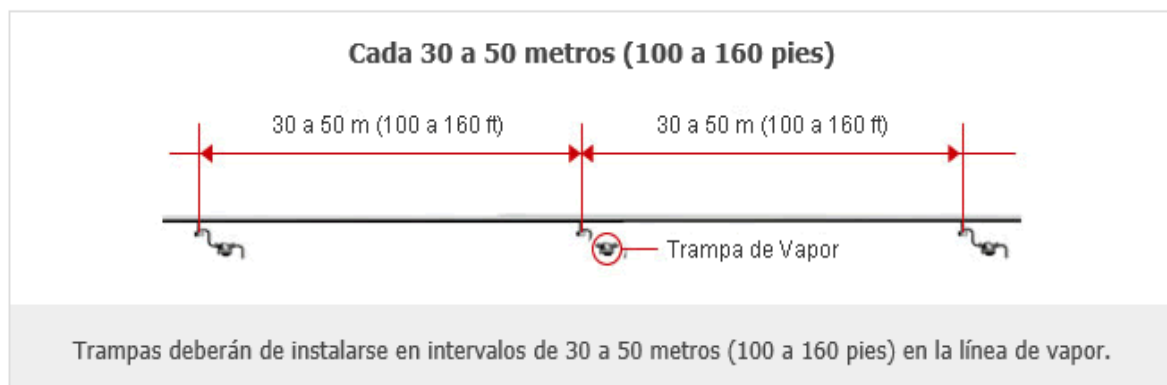 Cada 30 a 50 metros (100 a 160 pies)
30 a 50 m (100 a 160 ft)
30 a 50 m (100 a 160 ft)
Trampa de Vapor
Trampas deberán de instalarse en intervalos de 30 a 50 metros (100 a 160 pies) en la línea de vapor.